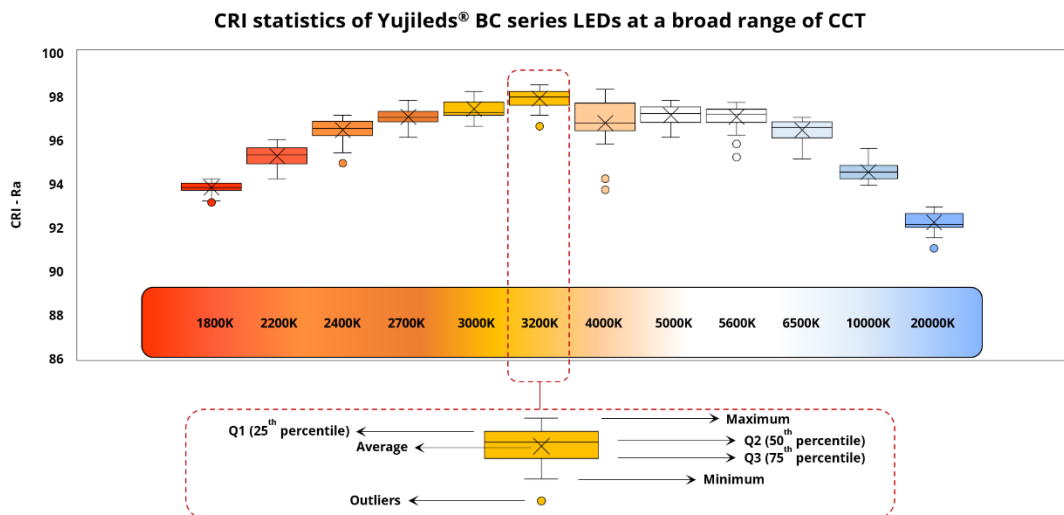 CRI statistics of Yujileds® BC series LEDs at a broad range of CCT
CRI - Ra
100
98
96
94
92
90
88
86
1800K 2200K 2400K 2700K 3000K 3200K 4000K 5000K 5600K 6500K 10000K 20000K
Maximum
Q1 (25th percentile)
Q2 (50th percentile)
Average
Q3 (75th percentile)
Minimum
Outliers